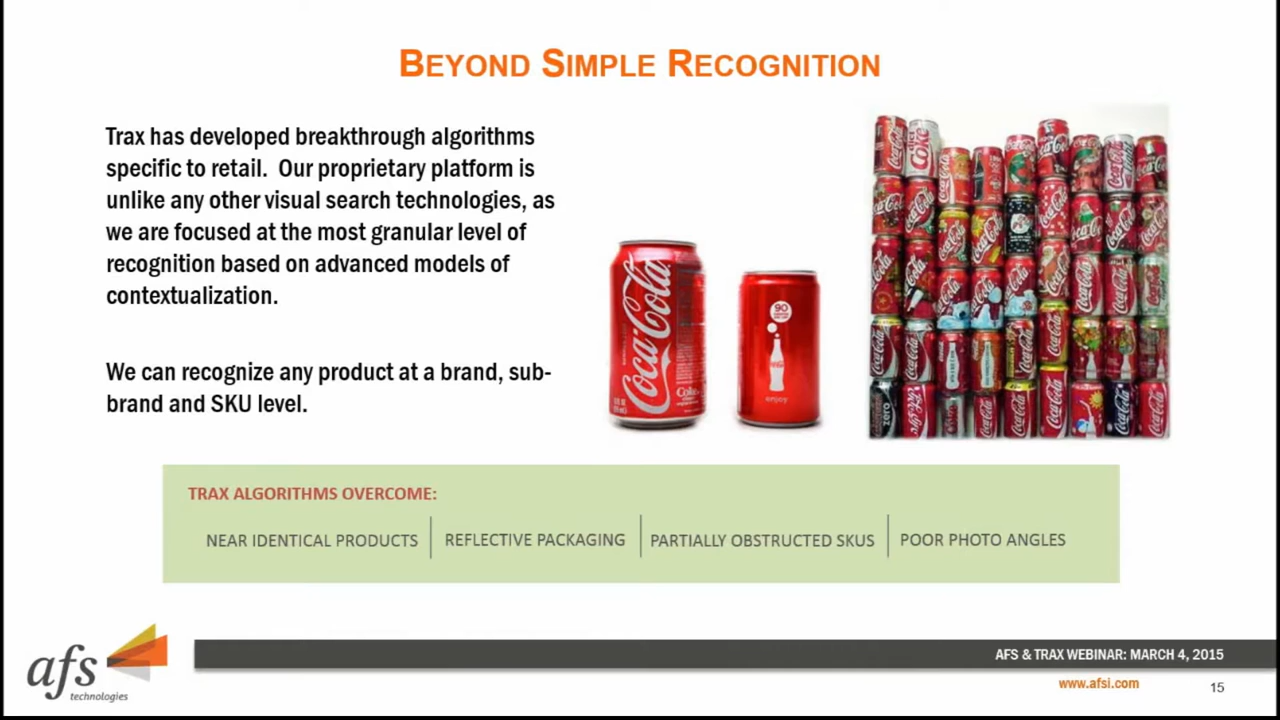 BEYOND SIMPLE RECOGNITION
Trax has developed breakthrough algorithms
specific to retail. Our proprietary platform is
unlike any other visual search technologies, as
we are focused at the most granular level of
recognition based on advanced models of
contextualization.
We can recognize any product at a brand, sub-
brand and SKU level.
Coca-Cola
90
enjoy
TRAX ALGORITHMS OVERCOME:
NEAR IDENTICAL PRODUCTS
REFLECTIVE PACKAGING
PARTIALLY OBSTRUCTED SKUS
POOR PHOTO ANGLES
afs
technologies
AFS & TRAX WEBINAR: MARCH 4, 2015
www.afsi.com
15